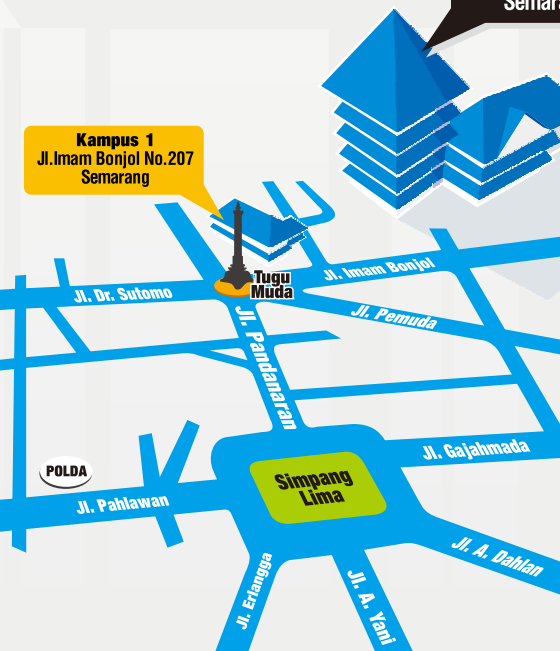 Kampus 1
Jl.Imam Bonjol No.207
Semarang
Tugu
Muda
Jl. Imam Bonjol
Jl. Dr. Sutomo
Jl. Pemuda
Jl. Pandanaran
Jl. Gajahmada
POLDA
Simpang
Lima
Jl. Pahlawan
Jl. A. Dahlan
Jl. Erlangga
Jl. A. Yani